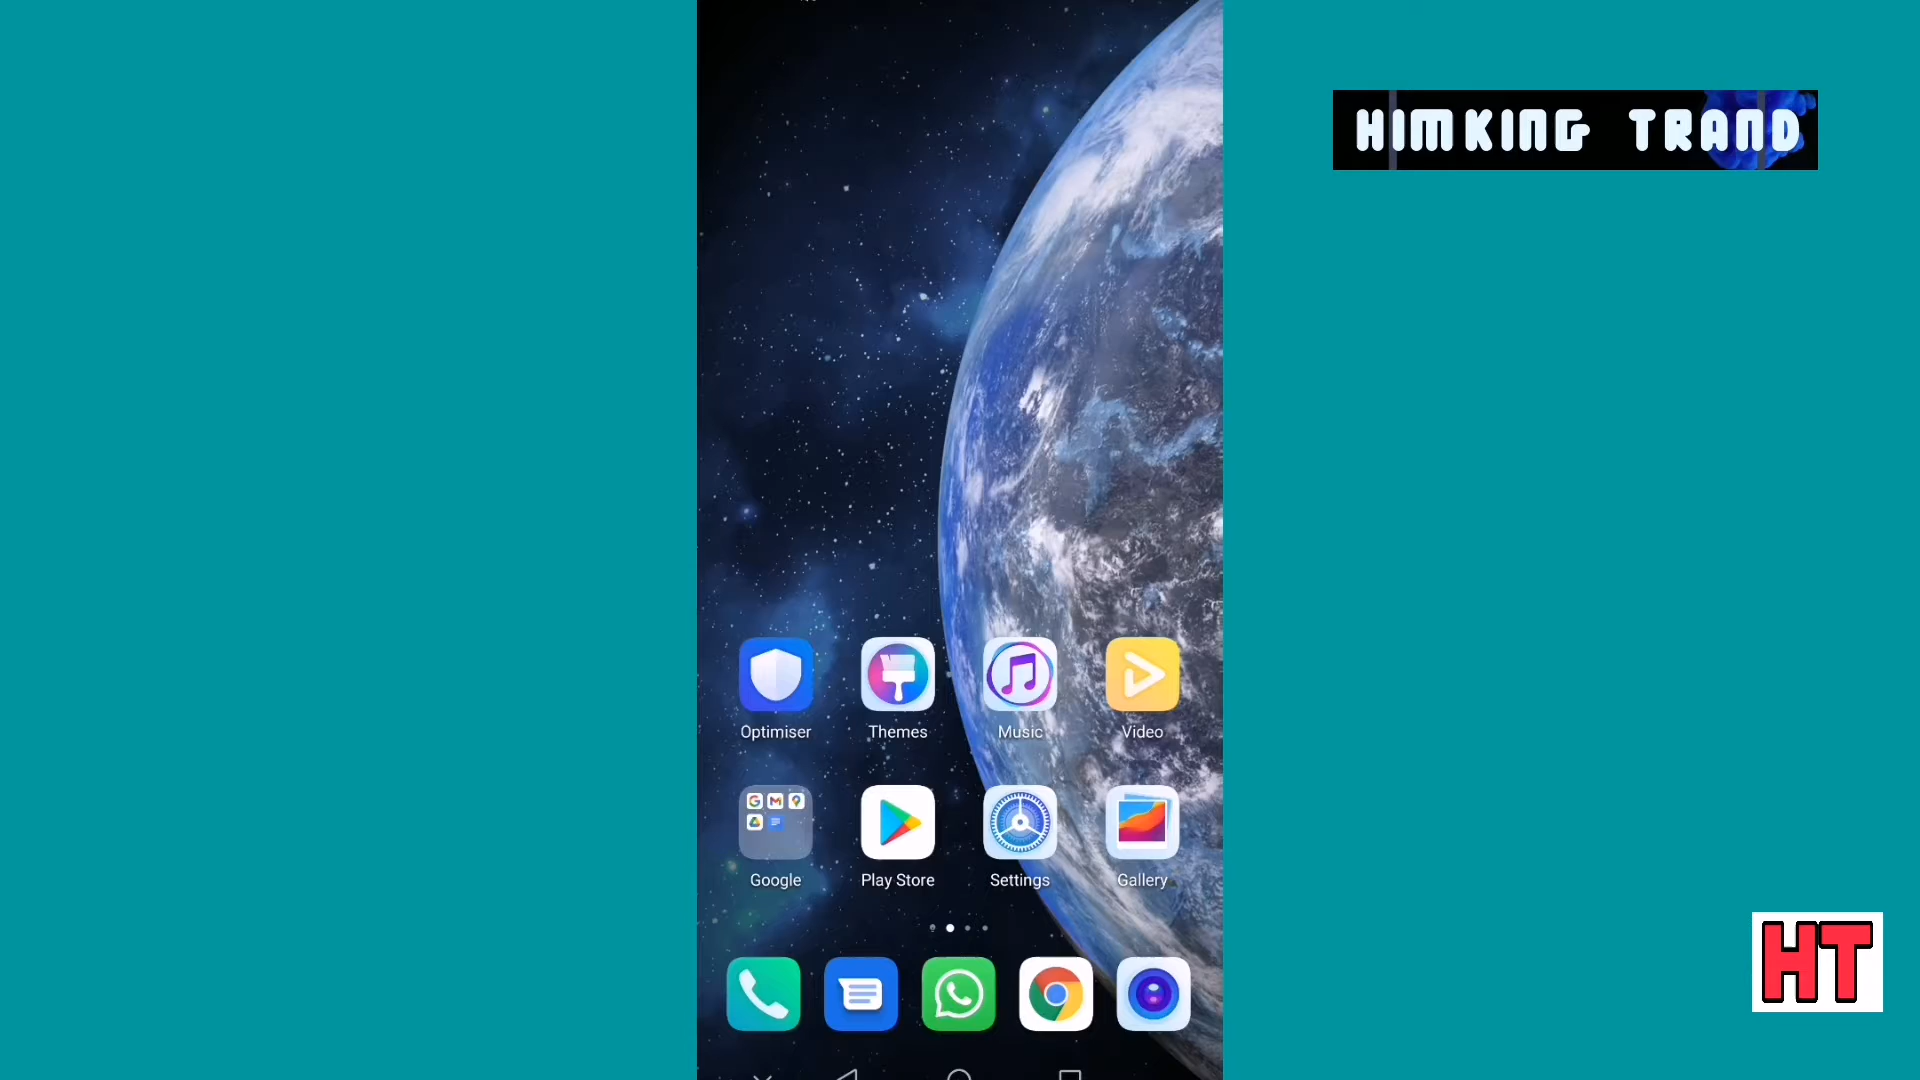 HIMKING TRAND
Optimiser
Themes
Music
Video
Google
Play Store
Settings
Gallery
HT